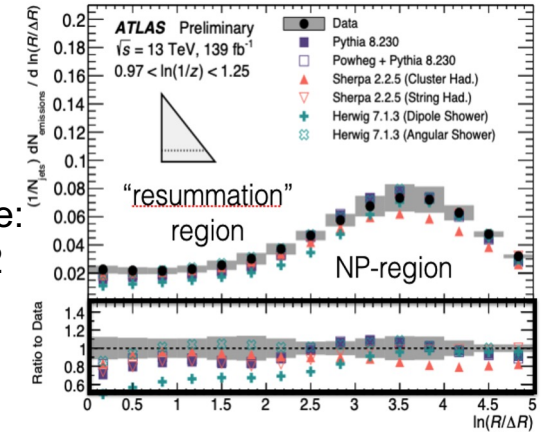 ATLAS Preliminary
√s = 13 TeV, 139 fb⁻¹
0.97 < ln(1/z) < 1.25
Data
Pythia 8.230
Powheg + Pythia 8.230
Sherpa 2.2.5 (Cluster Had.)
Sherpa 2.2.5 (String Had.)
Herwig 7.1.3 (Dipole Shower)
Herwig 7.1.3 (Angular Shower)
(1/N_jets) dN_emissions / d ln(R/ΔR)
0.2
0.18
0.16
0.14
0.12
0.1
0.08
0.06
0.04
0.02
"resummation"
region
NP-region
e:
Ratio to Data
1.4
1.2
1
0.8
0.6
0 0.5 1 1.5 2 2.5 3 3.5 4 4.5 5
ln(R/ΔR)